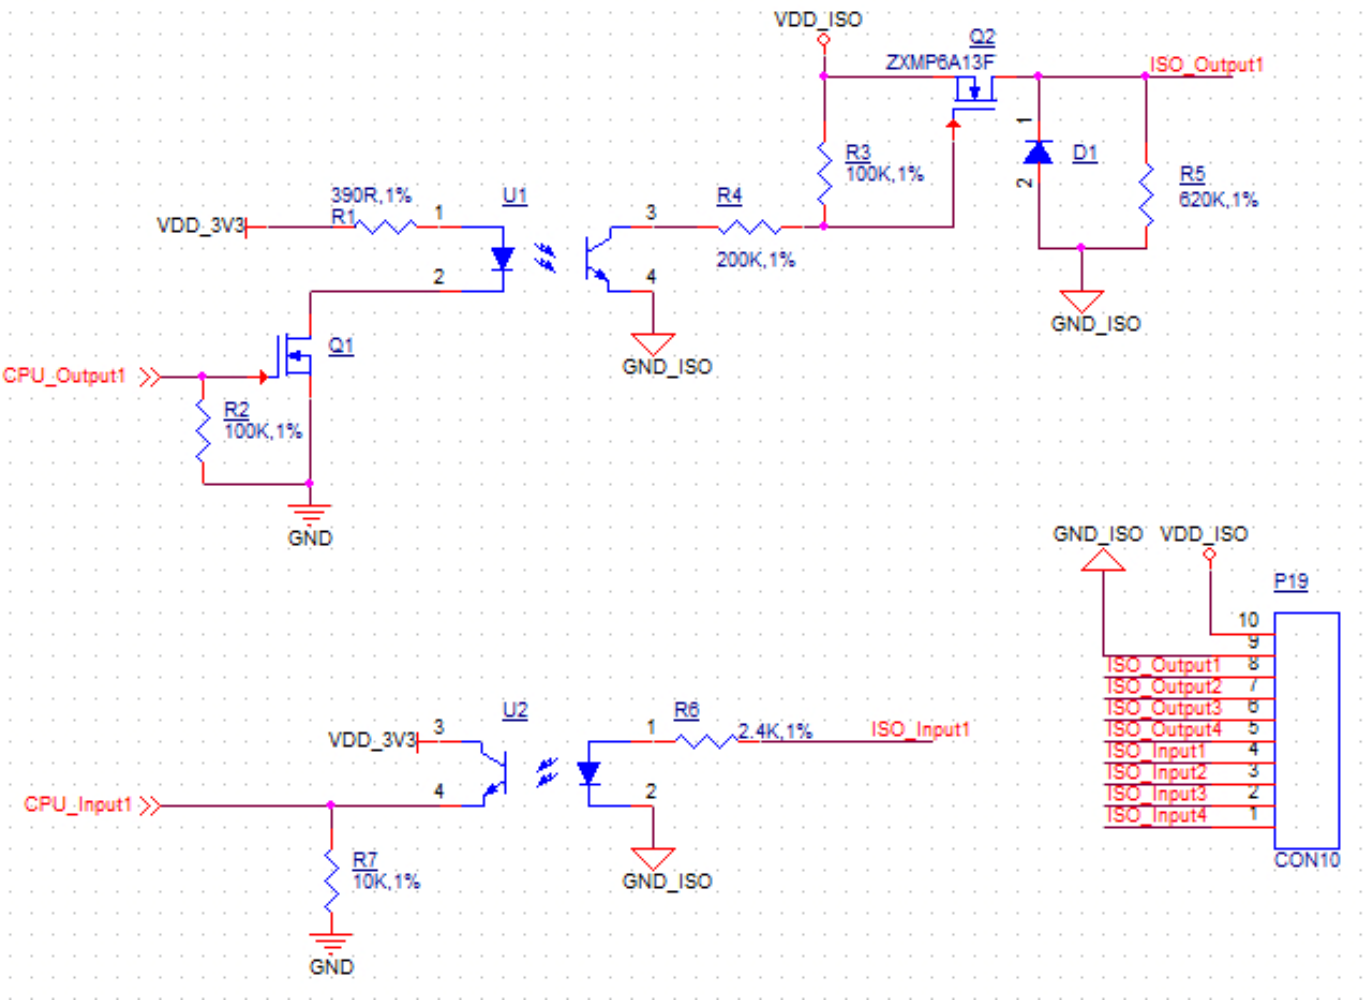 VDD_ISO
Q2
ZXMP6A13F
ISO_Output1
1
D1
2
R3
100K,1%
R5
620K,1%
390R,1%
R1
VDD_3V3
1
U1
3
R4
200K,1%
2
4
GND_ISO
GND_ISO
Q1
CPU_Output1
R2
100K,1%
GND
GND_ISO
VDD_ISO
P19
10
9
ISO_Output1 8
ISO_Output2 7
ISO_Output3 6
ISO_Output4 5
ISO_Input1 4
ISO_Input2 3
ISO_Input3 2
ISO_Input4 1
CON10
U2
3
VDD_3V3
1
R6
2.4K,1%
ISO_Input1
4
2
CPU_Input1
R7
10K,1%
GND_ISO
GND